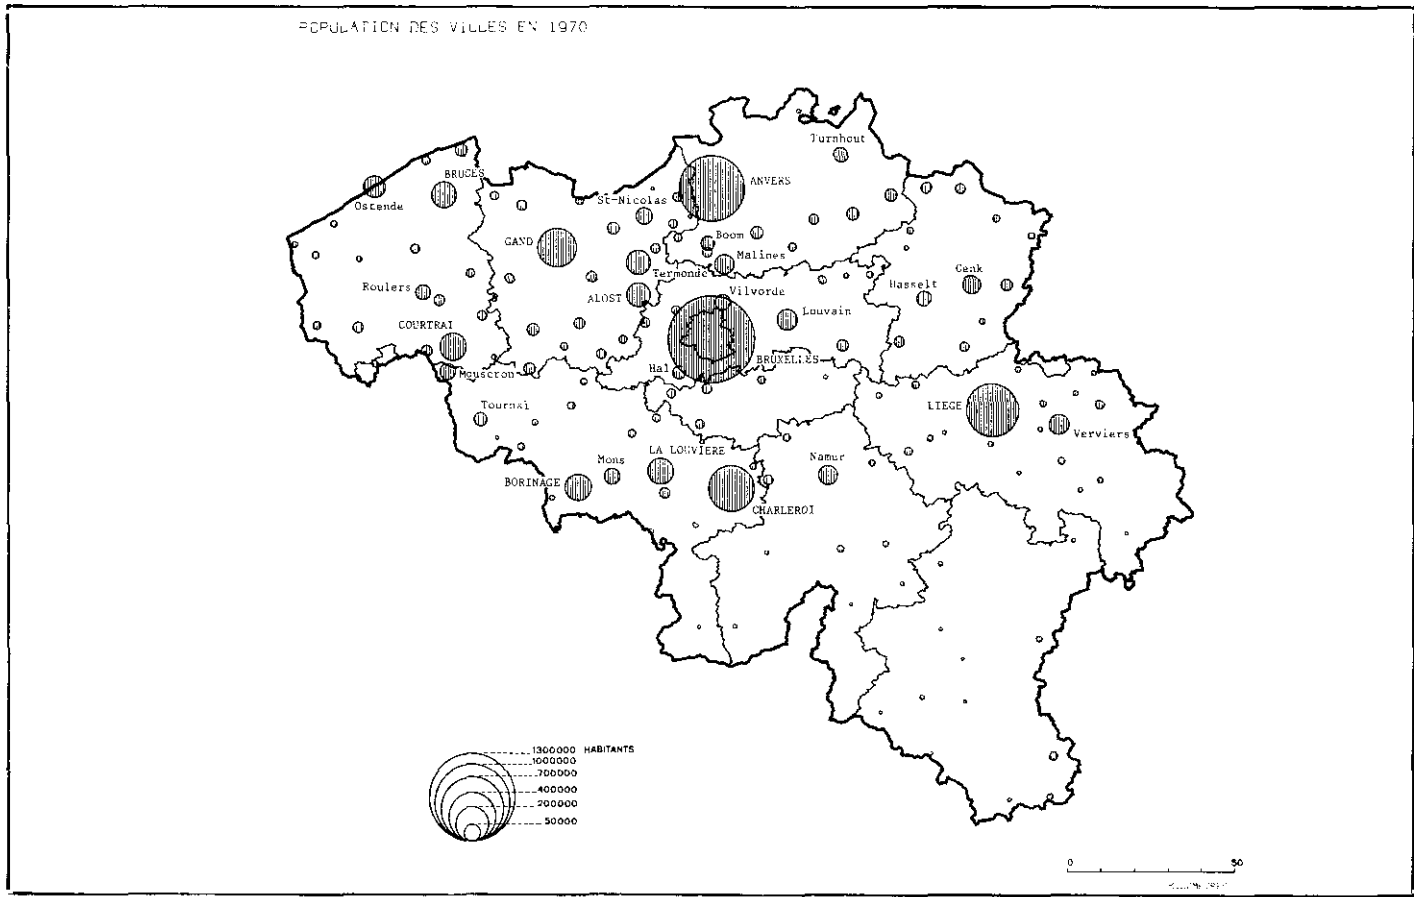 POPULATION DES VILLES EN 1970
Turnhout
ANVERS
BRUGES
Ostende
St-Nicolas
GAND
Boom
Malines
Termonde
Genk
Hasselt
Roulers
ALOST
Vilvorde
Louvain
COURTRAI
BRUXELLES
Hal
Mouscron
Tournai
LIEGE
Verviers
LA LOUVIERE
Mons
Namur
BORINAGE
CHARLEROI
1300000 HABITANTS
1000000
700000
400000
200000
50000
0 50
KILOMETRES